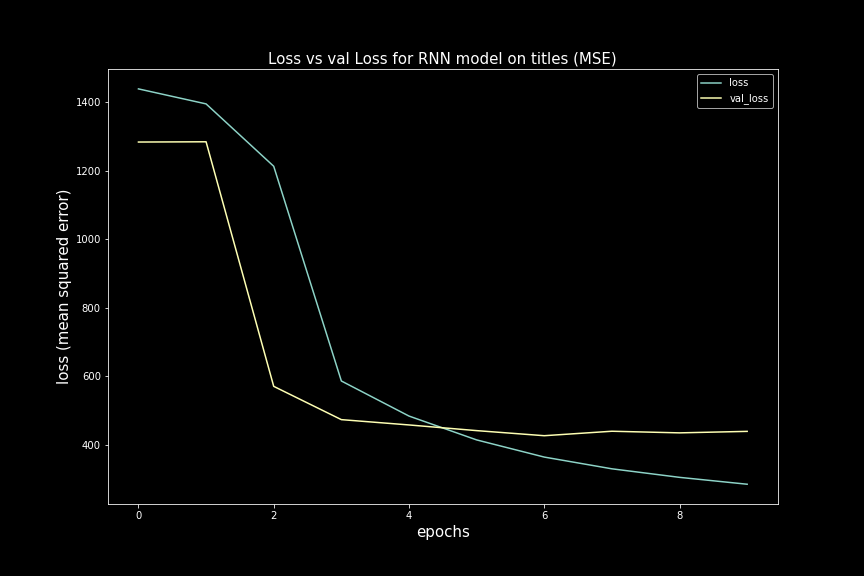 Loss vs val Loss for RNN model on titles (MSE)
loss
val_loss
1400
1200
1000
800
600
400
loss (mean squared error)
0 2 4 6 8
epochs